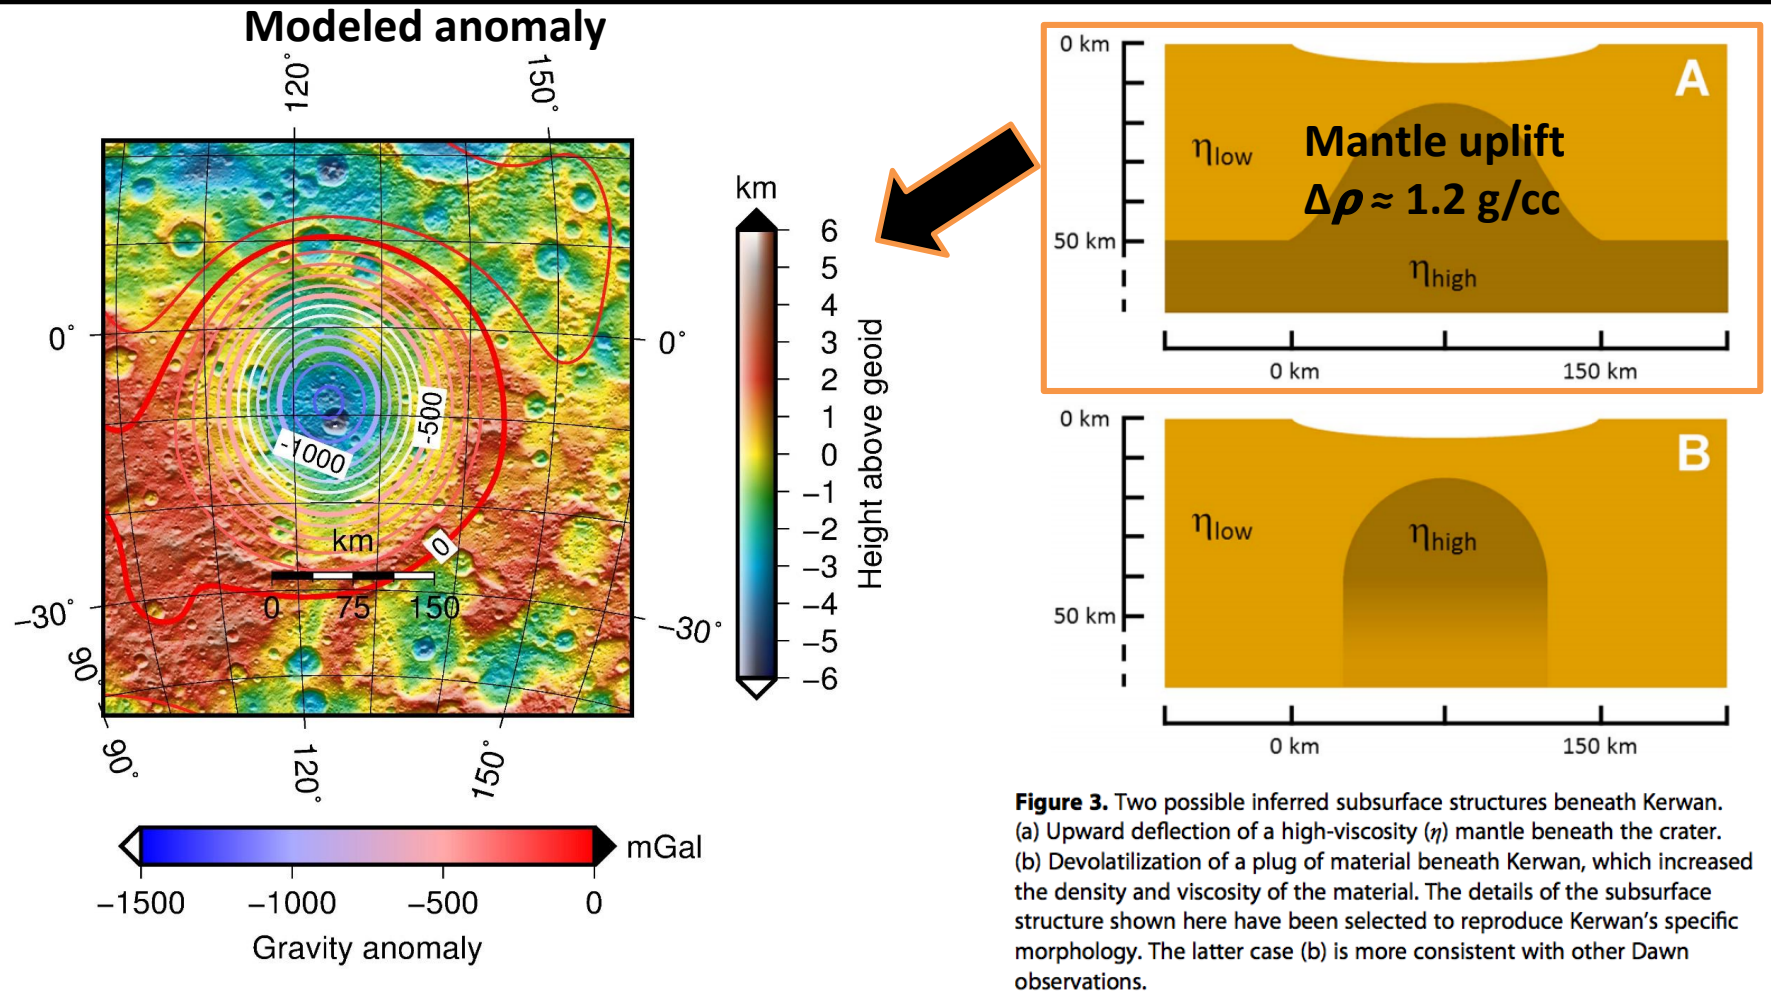 Modeled anomaly
120°
150°
0°
0°
-500
-1000
km
0
0 75 150
−30°
−30°
90°
90°
120°
150°
km
6
5
4
3
2
1
0
−1
−2
−3
−4
−5
−6
Height above geoid
mGal
−1500 −1000 −500 0
Gravity anomaly
0 km
A
ηlow
Mantle uplift
Δρ ≈ 1.2 g/cc
50 km
ηhigh
0 km 150 km
0 km
B
ηlow
ηhigh
50 km
0 km 150 km
Figure 3. Two possible inferred subsurface structures beneath Kerwan.
(a) Upward deflection of a high-viscosity (η) mantle beneath the crater.
(b) Devolatilization of a plug of material beneath Kerwan, which increased
the density and viscosity of the material. The details of the subsurface
structure shown here have been selected to reproduce Kerwan’s specific
morphology. The latter case (b) is more consistent with other Dawn
observations.